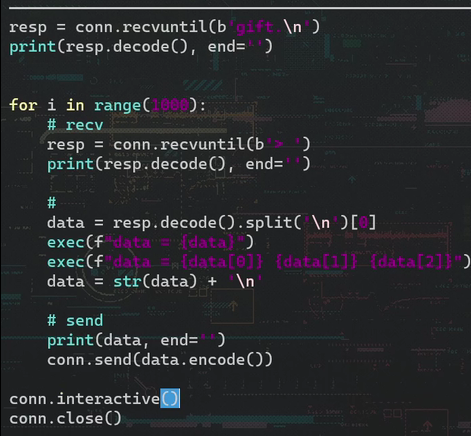 resp = conn.recvuntil(b'gift.\n')
print(resp.decode(), end='')
for i in range(1000):
# recv
resp = conn.recvuntil(b'> ')
print(resp.decode(), end='')
#
data = resp.decode().split('\n')[0]
exec(f"data = {data}")
exec(f"data = {data[0]} {data[1]} {data[2]}")
data = str(data) + '\n'
# send
print(data, end='')
conn.send(data.encode())
conn.interactive()
conn.close()